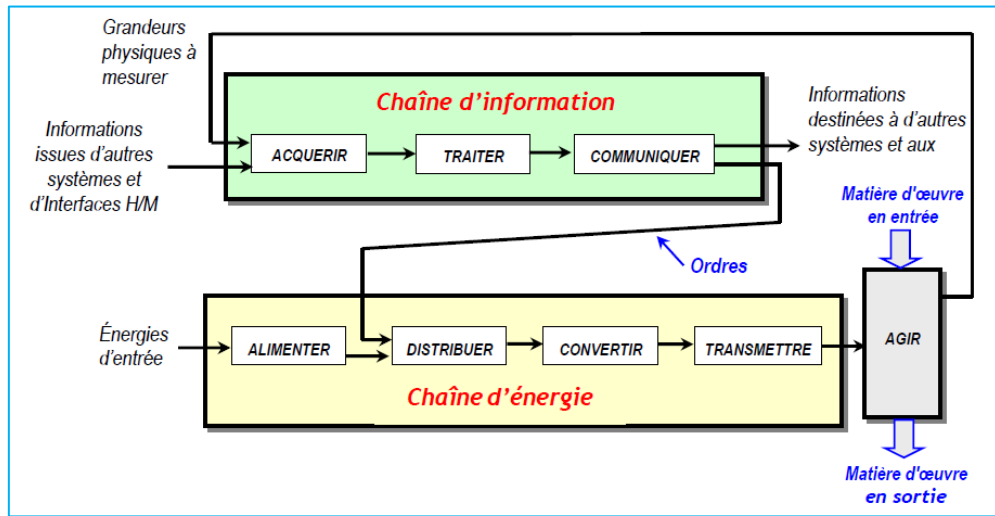 Grandeurs
physiques à
mesurer
Chaîne d'information
Informations
issues d'autres
systèmes et
d'Interfaces H/M
ACQUERIR
TRAITER
COMMUNIQUER
Informations
destinées à d'autres
systèmes et aux
Matière d'œuvre
en entrée
Ordres
Énergies
d'entrée
ALIMENTER
DISTRIBUER
CONVERTIR
TRANSMETTRE
AGIR
Chaîne d'énergie
Matière d'œuvre
en sortie